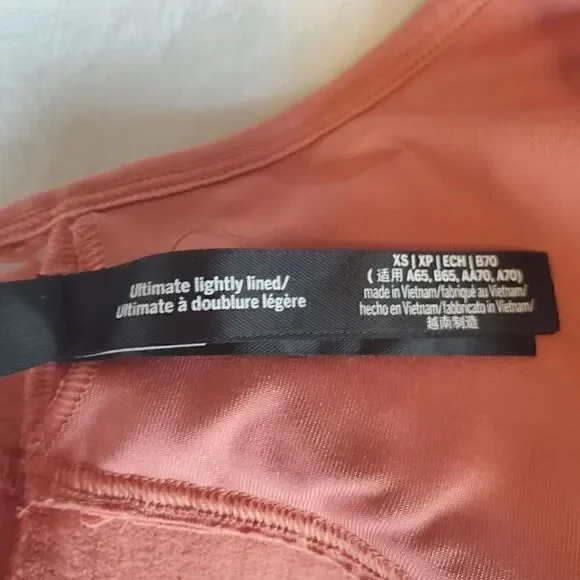 Ultimate lightly lined/
Ultimate à doublure légère
XS | XP | ECH | B70
( 适用 A65, B65, AA70, A70)
made in Vietnam/fabriqué au Vietnam/
hecho en Vietnam/fabbricato in Vietnam/
越南制造